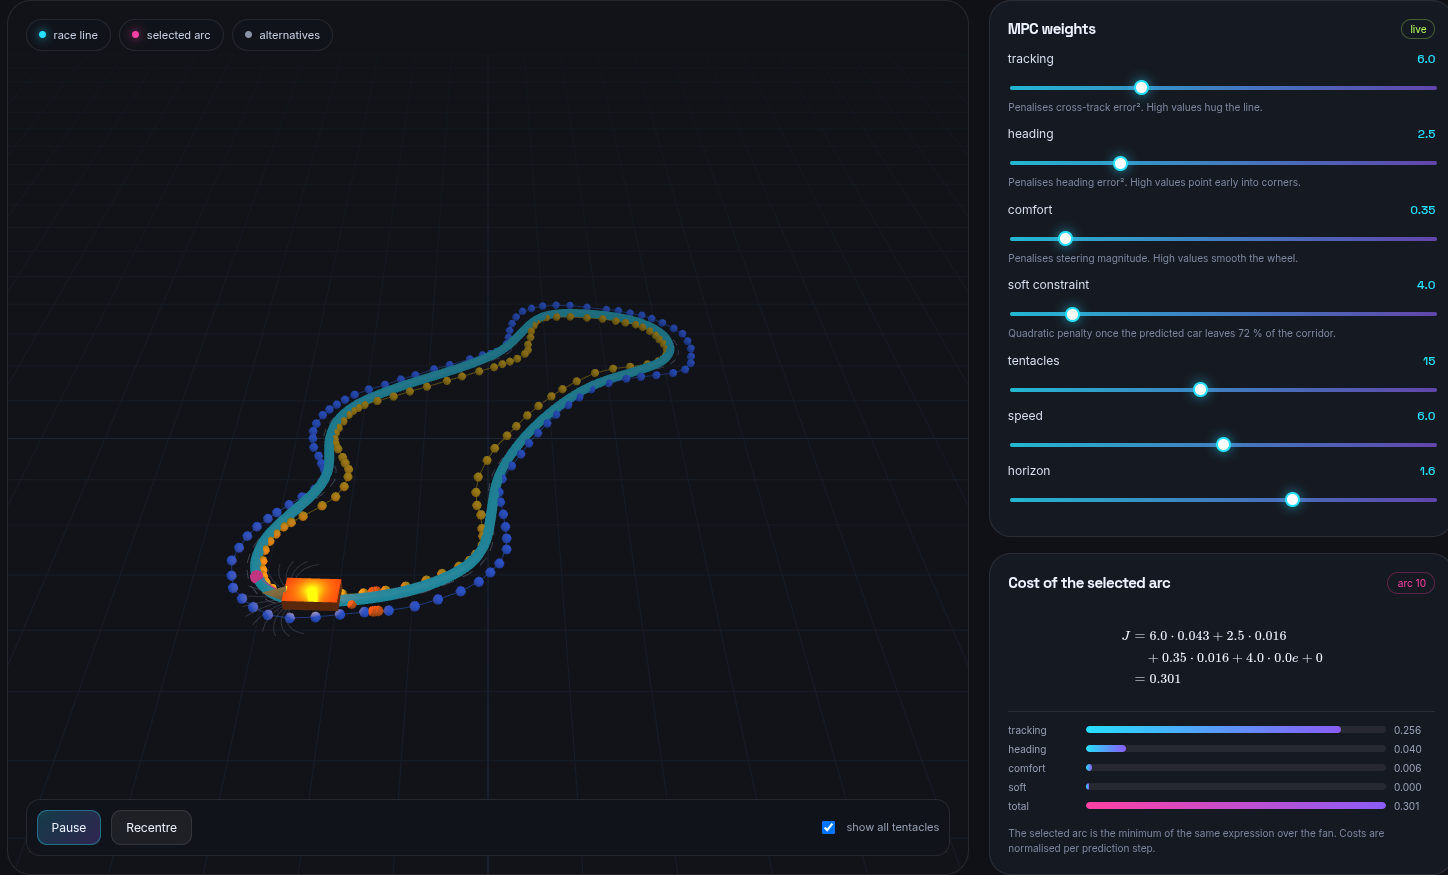 race line
selected arc
alternatives
Pause
Recentre
show all tentacles
MPC weights
live
tracking
6.0
Penalises cross-track error². High values hug the line.
heading
2.5
Penalises heading error². High values point early into corners.
comfort
0.35
Penalises steering magnitude. High values smooth the wheel.
soft constraint
4.0
Quadratic penalty once the predicted car leaves 72 % of the corridor.
tentacles
15
speed
6.0
horizon
1.6
Cost of the selected arc
arc 10
J = 6.0 · 0.043 + 2.5 · 0.016
+ 0.35 · 0.016 + 4.0 · 0.0e + 0
= 0.301
tracking 0.256
heading 0.040
comfort 0.006
soft 0.000
total 0.301
The selected arc is the minimum of the same expression over the fan. Costs are
normalised per prediction step.